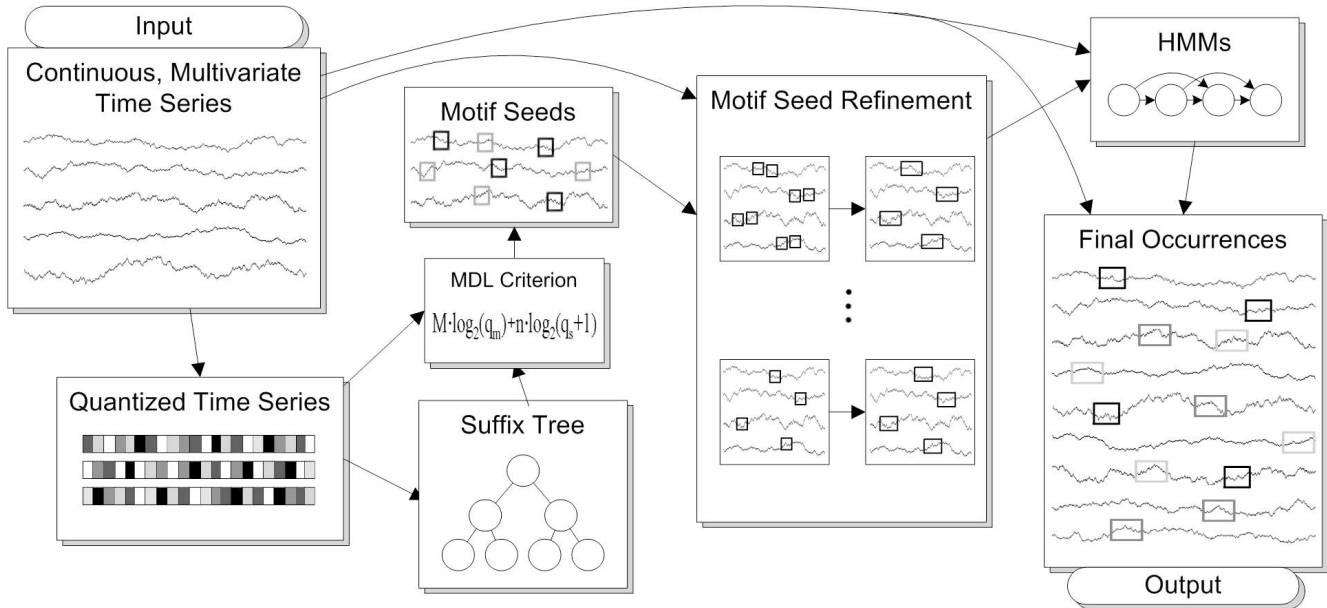 Input
Continuous, Multivariate
Time Series
Quantized Time Series
Motif Seeds
MDL Criterion
M·log₂(qₘ)+n·log₂(qₛ+1)
Suffix Tree
Motif Seed Refinement
HMMs
Final Occurrences
Output